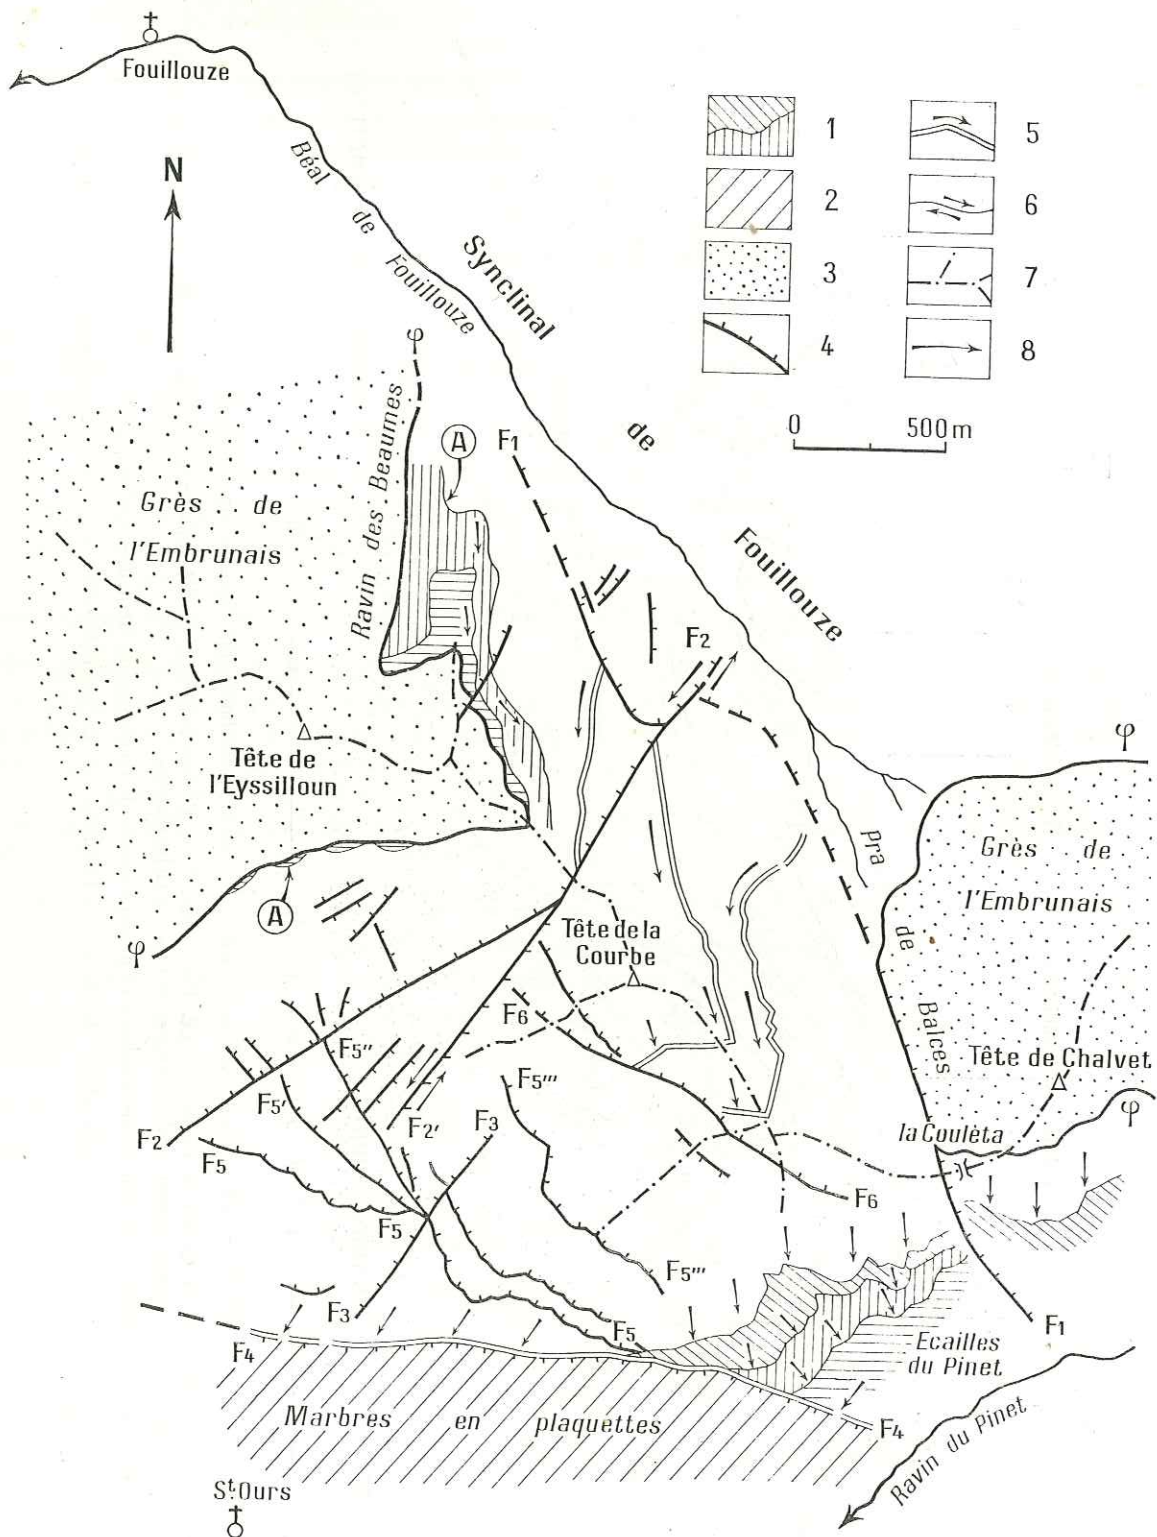 Fouillouze
N
Béal
de
Fouillouze
Synclinal
de
Fouillouze
1
2
3
4
5
6
7
8
0 500m
φ
Ravin des Beaumes
A
F1
Grès de
l'Embrunais
F2
Tête de
l'Eyssilloun
A
φ
φ
Pra
de
Balces
Grès de
l'Embrunais
Tête de la
Courbe
Tête de Chalvet
φ
la Coulèta
F6
F5''
F5'''
F5'
F2'
F3
F2
F5
F5
F6
F5'''
F3
F5
F1
F4
Ecailles
du Pinet
Marbres en plaquettes
F4
Ravin du Pinet
St. Ours